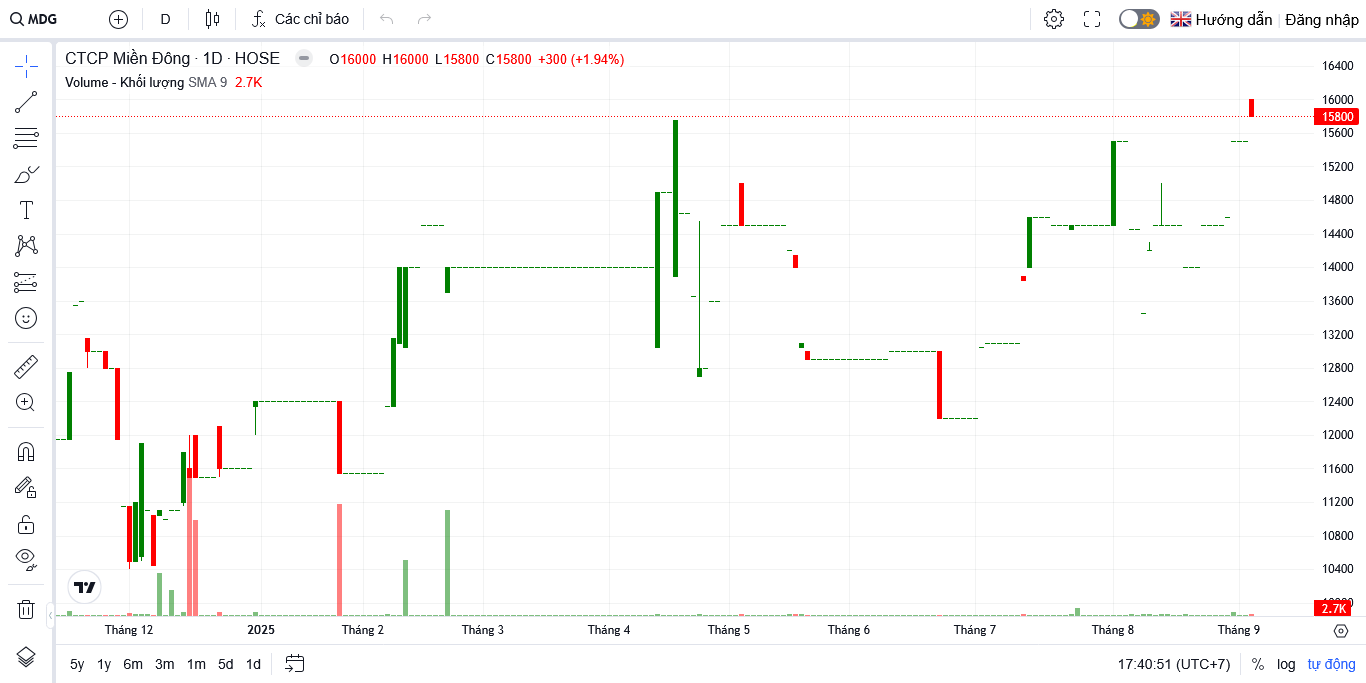 MDG D Các chỉ báo Hướng dẫn Đăng nhập
CTCP Miền Đông · 1D · HOSE O16000 H16000 L15800 C15800 +300 (+1.94%)
Volume - Khối lượng SMA 9 2.7K
16400
16000
15800
15600
15200
14800
14400
14000
13600
13200
12800
12400
12000
11600
11200
10800
10400
2.7K
Tháng 12 2025 Tháng 2 Tháng 3 Tháng 4 Tháng 5 Tháng 6 Tháng 7 Tháng 8 Tháng 9
5y 1y 6m 3m 1m 5d 1d 17:40:51 (UTC+7) % log tự động